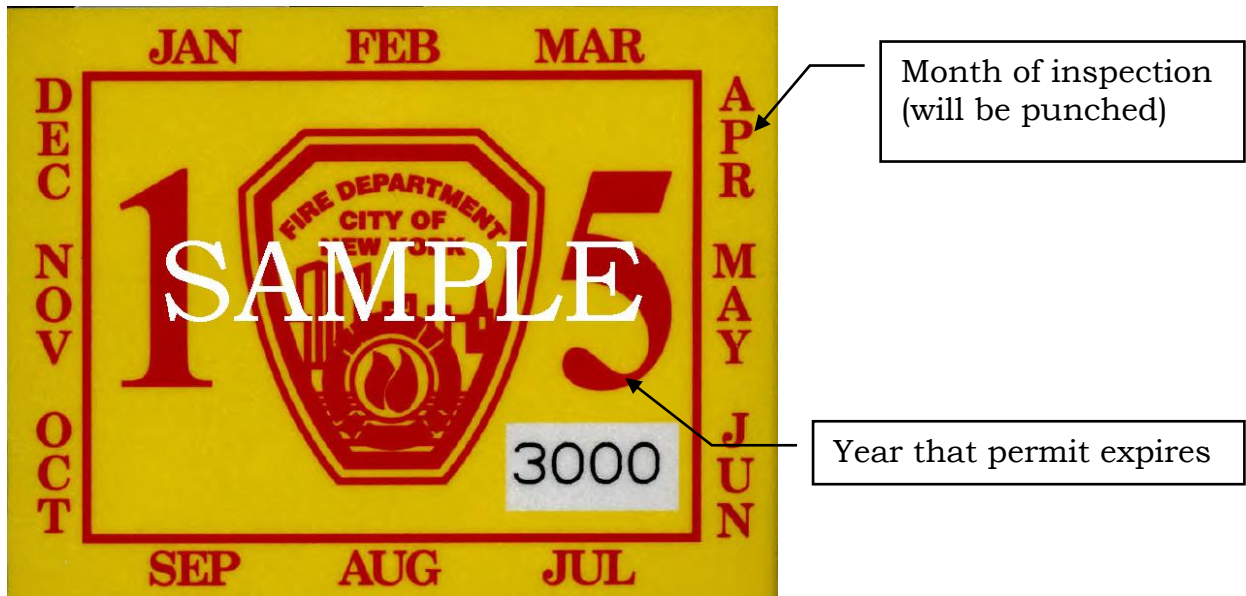 JAN FEB MAR
DEC
NOV
OCT
APR
MAY
JUN
1 5
FIRE DEPARTMENT
CITY OF
NEW YORK
SAMPLE
3000
SEP AUG JUL
Month of inspection
(will be punched)
Year that permit expires